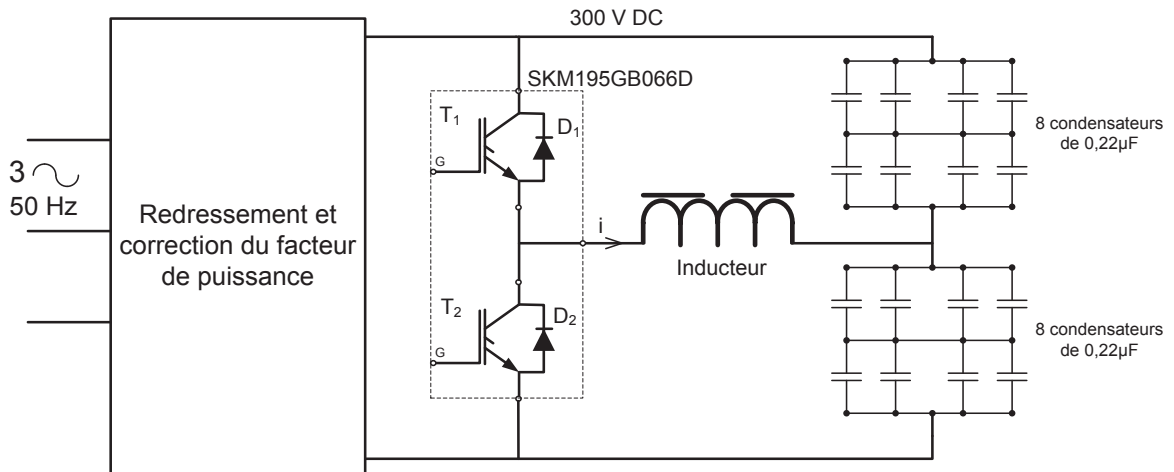 300 V DC
SKM195GB066D
T1
D1
G
8 condensateurs
de 0,22µF
3
50 Hz
Redressement et
correction du facteur
de puissance
i
Inducteur
T2
D2
G
8 condensateurs
de 0,22µF